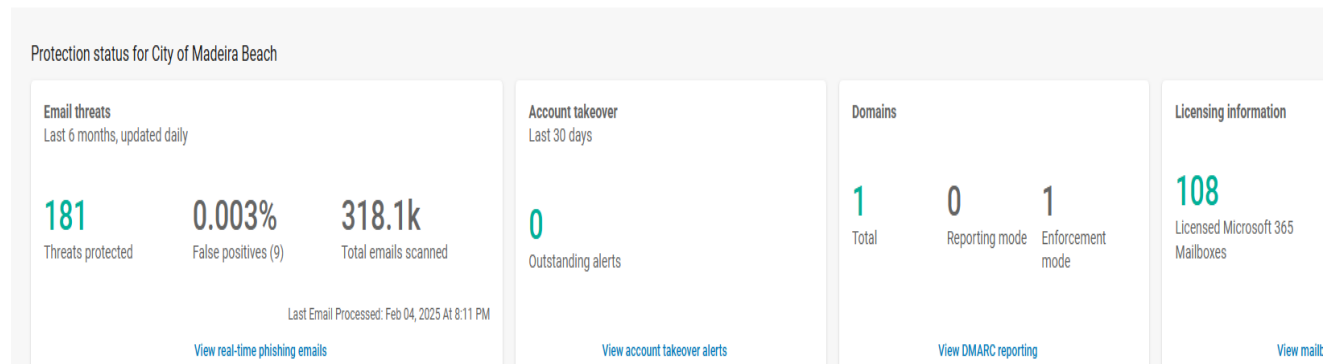 Protection status for City of Madeira Beach
Email threats
Last 6 months, updated daily
181
Threats protected
0.003%
False positives (9)
318.1k
Total emails scanned
Last Email Processed: Feb 04, 2025 At 8:11 PM
View real-time phishing emails
Account takeover
Last 30 days
0
Outstanding alerts
View account takeover alerts
Domains
1
Total
0
Reporting mode
1
Enforcement
mode
View DMARC reporting
Licensing information
108
Licensed Microsoft 365
Mailboxes
View mailb